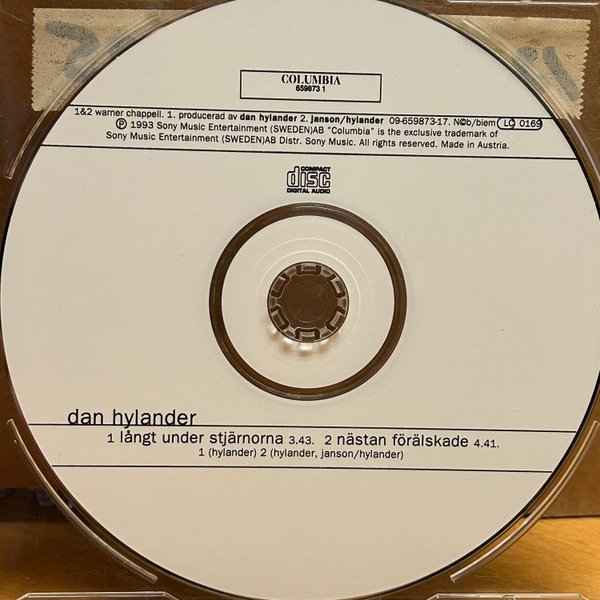 COLUMBIA
659873 1
1&2 warner chappell. 1. producerad av dan hylander 2. janson/hylander 09-659873-17. N©b/biem LC 0169
Ⓟ 1993 Sony Music Entertainment (SWEDEN)AB "Columbia" is the exclusive trademark of
Sony Music Entertainment (SWEDEN)AB Distr. Sony Music. All rights reserved. Made in Austria.
COMPACT
disc
DIGITAL AUDIO
dan hylander
1 långt under stjärnorna 3.43. 2 nästan förälskade 4.41.
1 (hylander) 2 (hylander, janson/hylander)